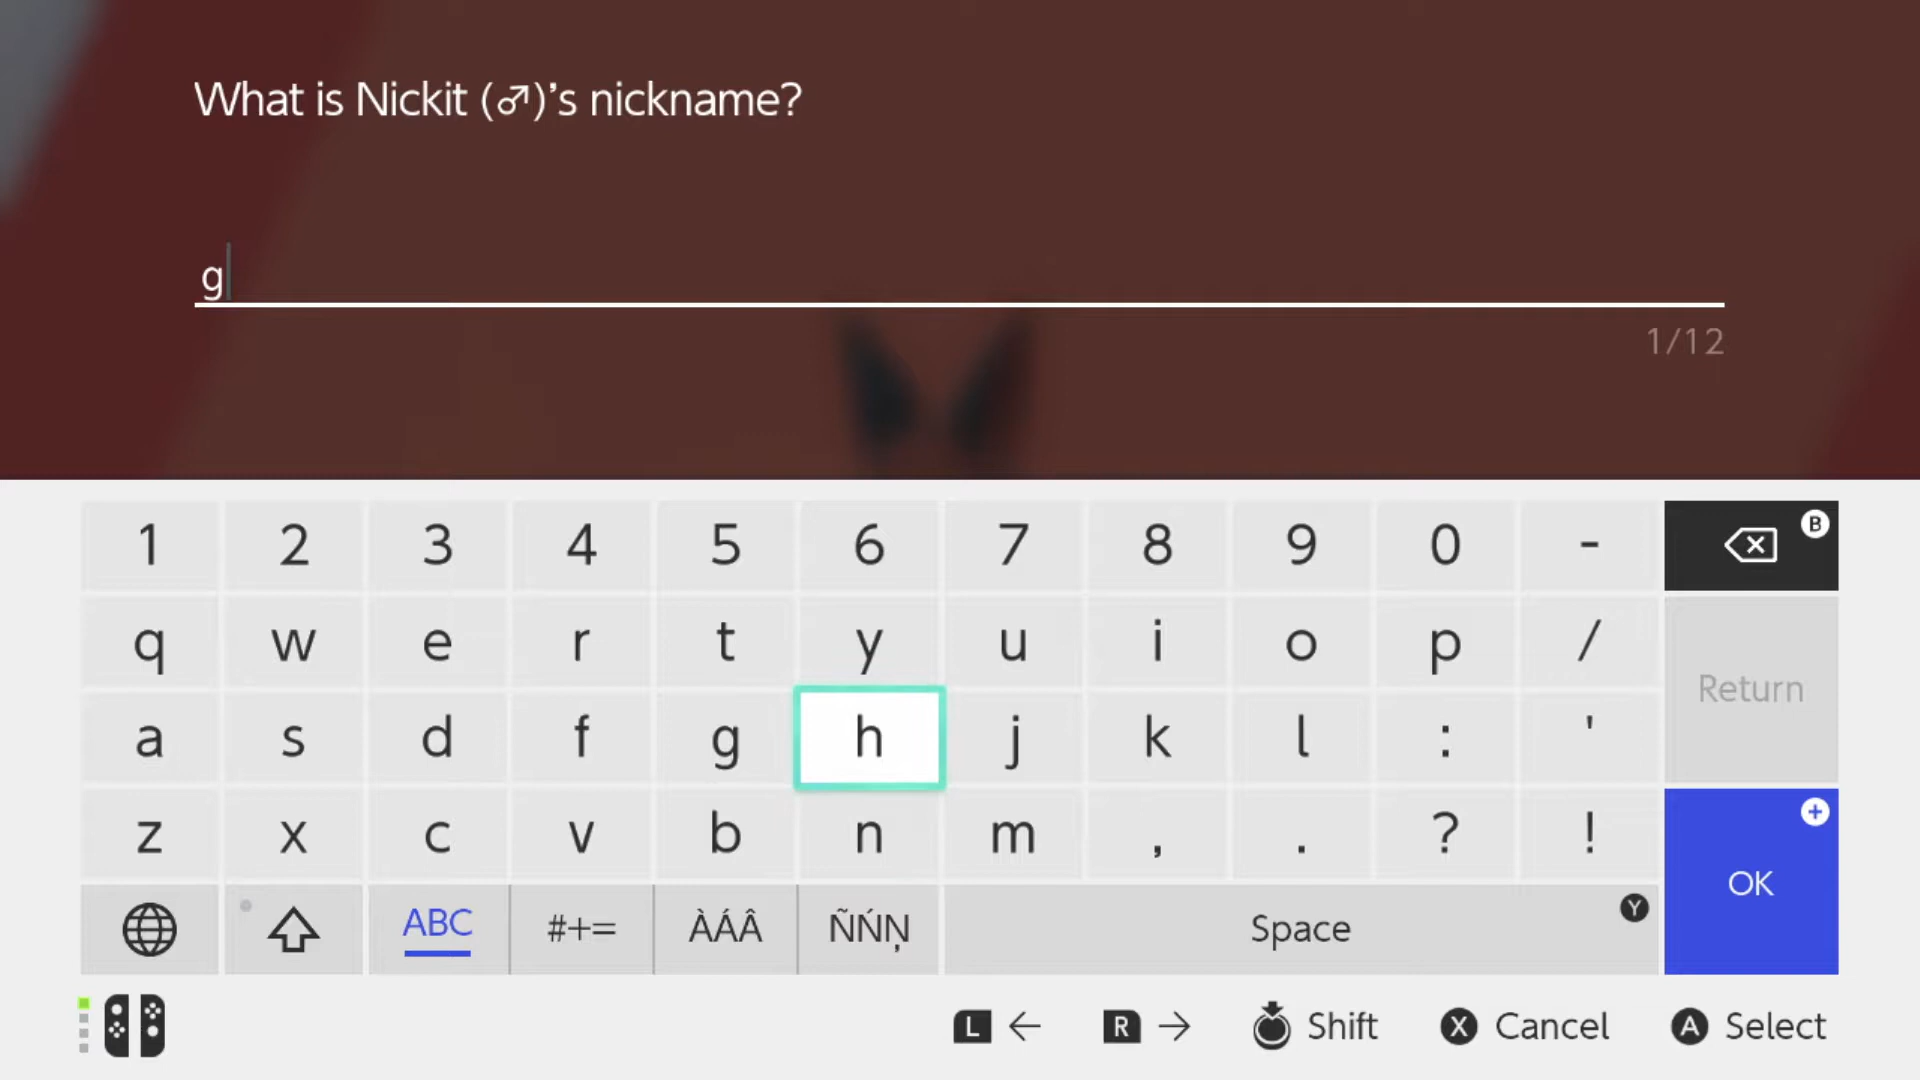 What is Nickit (♂)'s nickname?
g
1/12
1 2 3 4 5 6 7 8 9 0 - B
q w e r t y u i o p / Return
a s d f g h j k l : '
z x c v b n m , . ? ! + OK
ABC #+= ÀÁÂ ÑŃŅ Space Y
L ← R → Shift X Cancel A Select